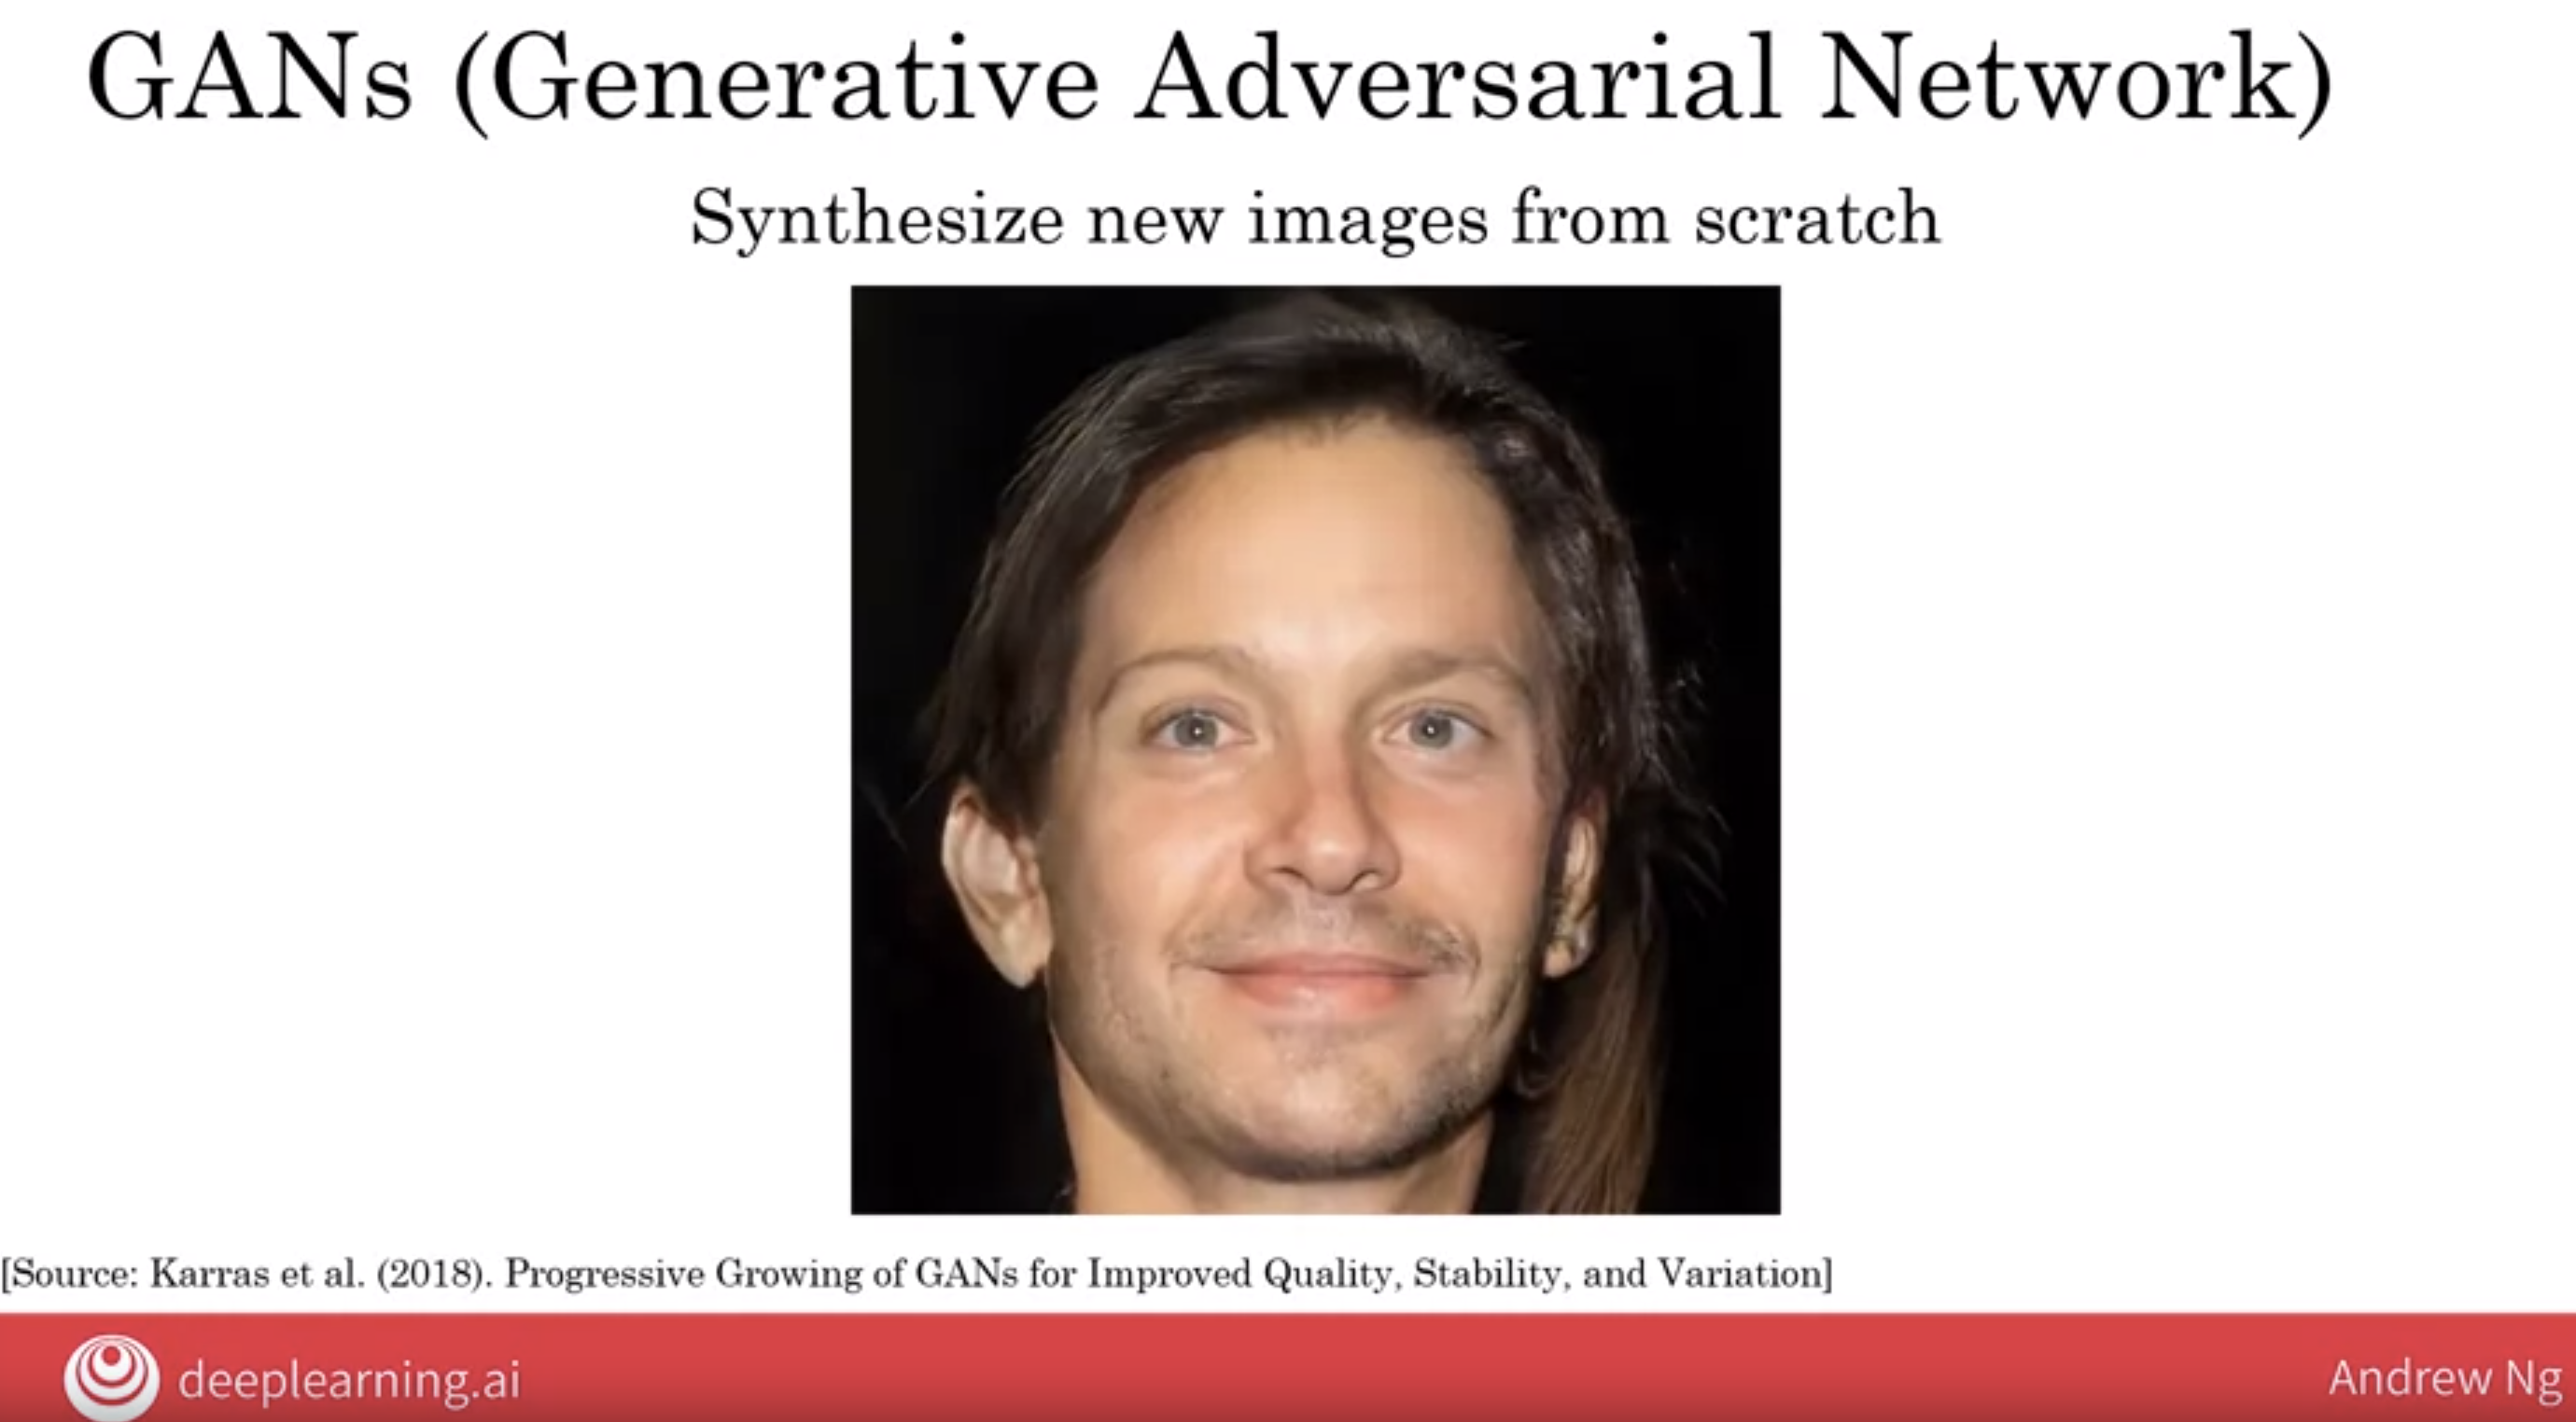 GANs (Generative Adversarial Network)
Synthesize new images from scratch
[Source: Karras et al. (2018). Progressive Growing of GANs for Improved Quality, Stability, and Variation]
deeplearning.ai
Andrew Ng